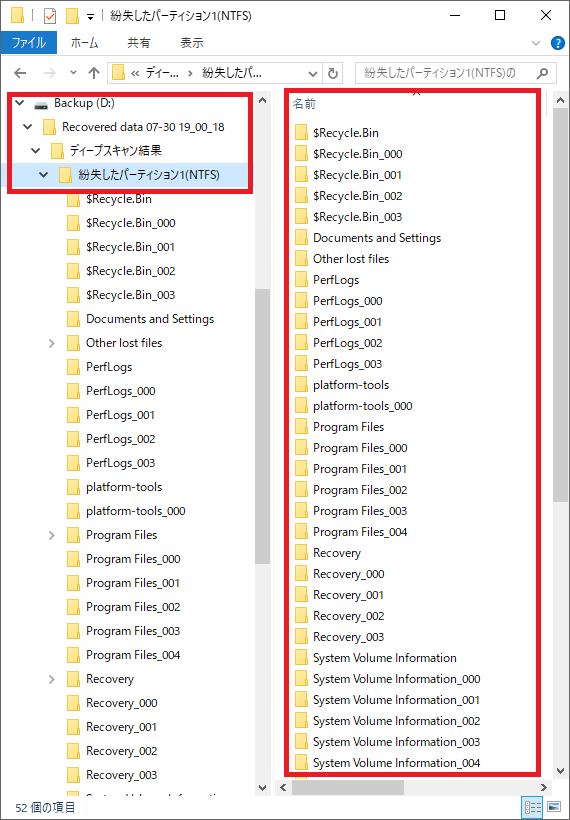 紛失したパーティション1(NTFS)
ファイル ホーム 共有 表示
« ディー... 紛失したパ... 紛失したパーティション1(NTFS)の
Backup (D:)
Recovered data 07-30 19_00_18
ディープスキャン結果
紛失したパーティション1(NTFS)
$Recycle.Bin
$Recycle.Bin_000
$Recycle.Bin_001
$Recycle.Bin_002
$Recycle.Bin_003
Documents and Settings
Other lost files
PerfLogs
PerfLogs_000
PerfLogs_001
PerfLogs_002
PerfLogs_003
platform-tools
platform-tools_000
Program Files
Program Files_000
Program Files_001
Program Files_002
Program Files_003
Program Files_004
Recovery
Recovery_000
Recovery_001
Recovery_002
Recovery_003
名前
$Recycle.Bin
$Recycle.Bin_000
$Recycle.Bin_001
$Recycle.Bin_002
$Recycle.Bin_003
Documents and Settings
Other lost files
PerfLogs
PerfLogs_000
PerfLogs_001
PerfLogs_002
PerfLogs_003
platform-tools
platform-tools_000
Program Files
Program Files_000
Program Files_001
Program Files_002
Program Files_003
Program Files_004
Recovery
Recovery_000
Recovery_001
Recovery_002
Recovery_003
System Volume Information
System Volume Information_000
System Volume Information_001
System Volume Information_002
System Volume Information_003
System Volume Information_004
52 個の項目